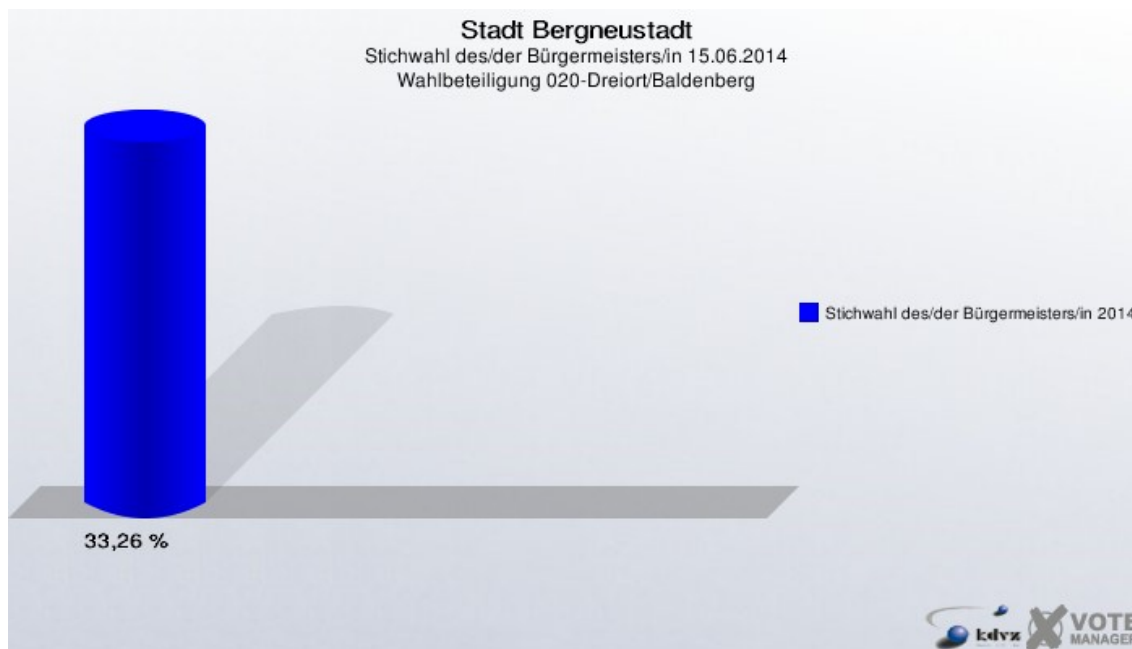 Stadt Bergneustadt
Stichwahl des/der Bürgermeisters/in 15.06.2014
Wahlbeteiligung 020-Dreiort/Baldenberg
Stichwahl des/der Bürgermeisters/in 2014
33,26 %
kdvz
VOTE
MANAGER